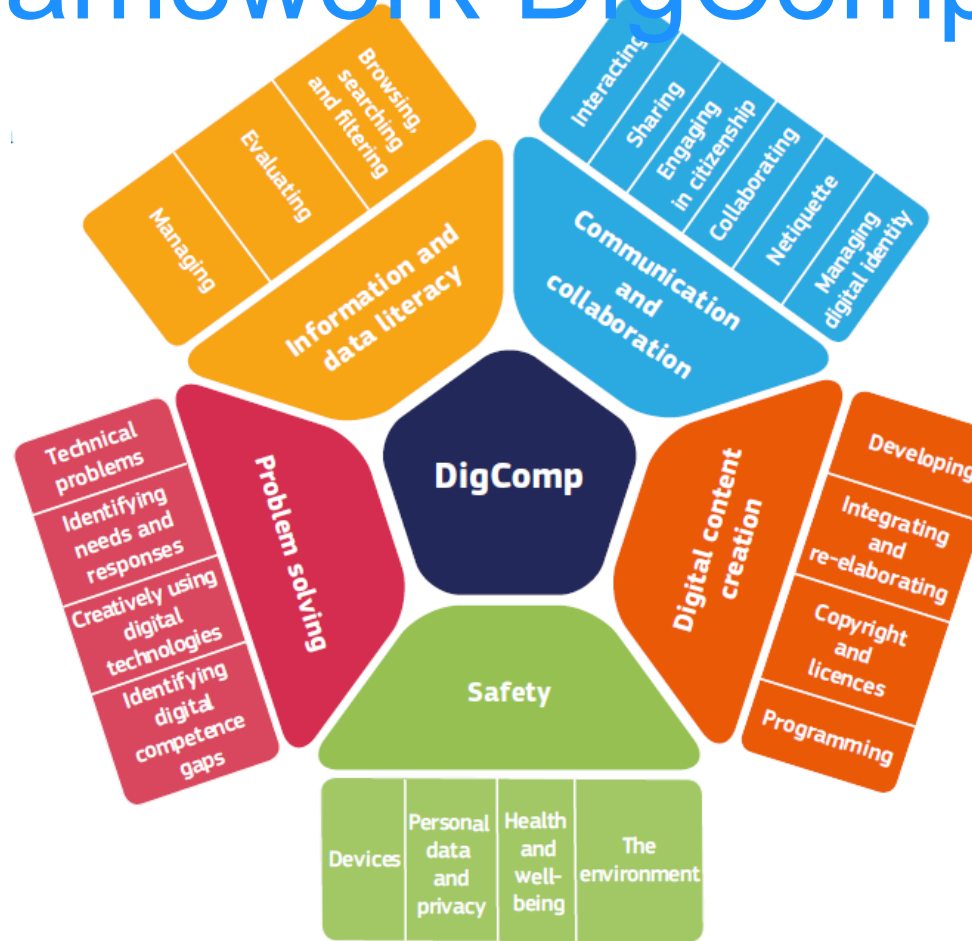 amework DigComp
Browsing,
searching
and filtering
Evaluating
Managing
Information and
data literacy
Interacting
Sharing
Engaging
in citizenship
Collaborating
Netiquette
Managing
digital identity
Communication
and
collaboration
DigComp
Technical
problems
Identifying
needs and
responses
Creatively using
digital
technologies
Identifying
digital
competence
gaps
Problem solving
Digital content
creation
Developing
Integrating
and
re-elaborating
Copyright
and
licences
Programming
Safety
Devices
Personal
data
and
privacy
Health
and
well-
being
The
environment